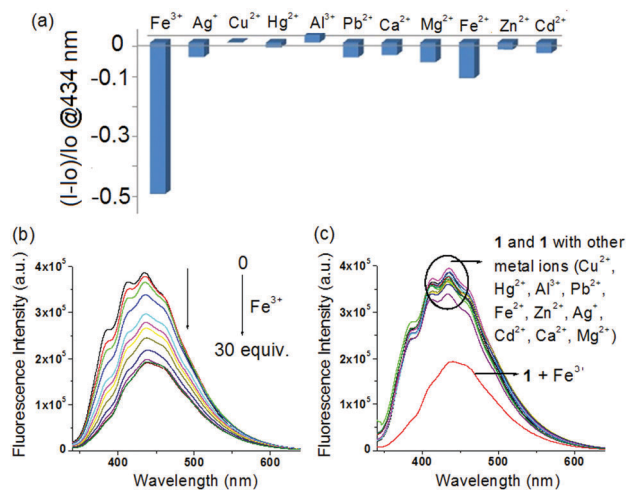 (a)
Fe³⁺ Ag⁺ Cu²⁺ Hg²⁺ Al³⁺ Pb²⁺ Ca²⁺ Mg²⁺ Fe²⁺ Zn²⁺ Cd²⁺
(I-Io)/Io @434 nm
0
-0.1
-0.3
-0.5
(b)
Fluorescence Intensity (a.u.)
4x10⁵
3x10⁵
2x10⁵
1x10⁵
0
0
Fe³⁺
30 equiv.
400 500 600
Wavelength (nm)
(c)
Fluorescence Intensity (a.u.)
4x10⁵
3x10⁵
2x10⁵
1x10⁵
0
1 and 1 with other
metal ions (Cu²⁺,
Hg²⁺, Al³⁺, Pb²⁺,
Fe²⁺, Zn²⁺, Ag⁺,
Cd²⁺, Ca²⁺, Mg²⁺)
1 + Fe³⁺
400 500 600
Wavelength (nm)